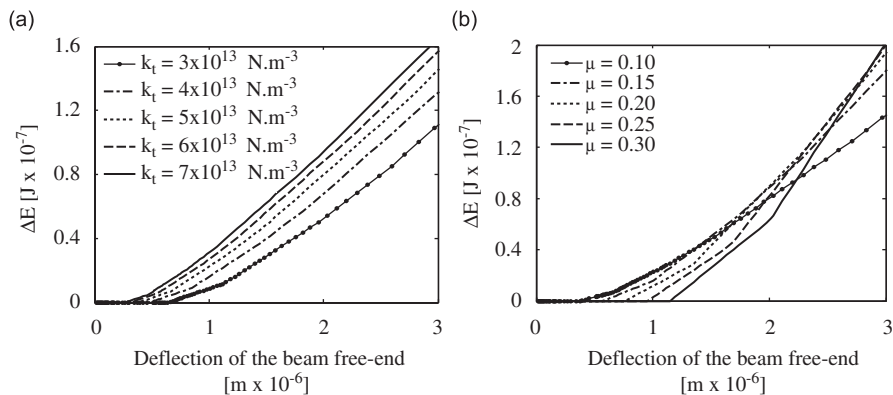 (a)
1.6
1.2
0.8
0.4
0
ΔE [J x 10⁻⁷]
k_t = 3x10¹³ N.m⁻³
k_t = 4x10¹³ N.m⁻³
k_t = 5x10¹³ N.m⁻³
k_t = 6x10¹³ N.m⁻³
k_t = 7x10¹³ N.m⁻³
0 1 2 3
Deflection of the beam free-end
[m x 10⁻⁶]
(b)
2
1.6
1.2
0.8
0.4
0
ΔE [J x 10⁻⁷]
μ = 0.10
μ = 0.15
μ = 0.20
μ = 0.25
μ = 0.30
0 1 2 3
Deflection of the beam free-end
[m x 10⁻⁶]